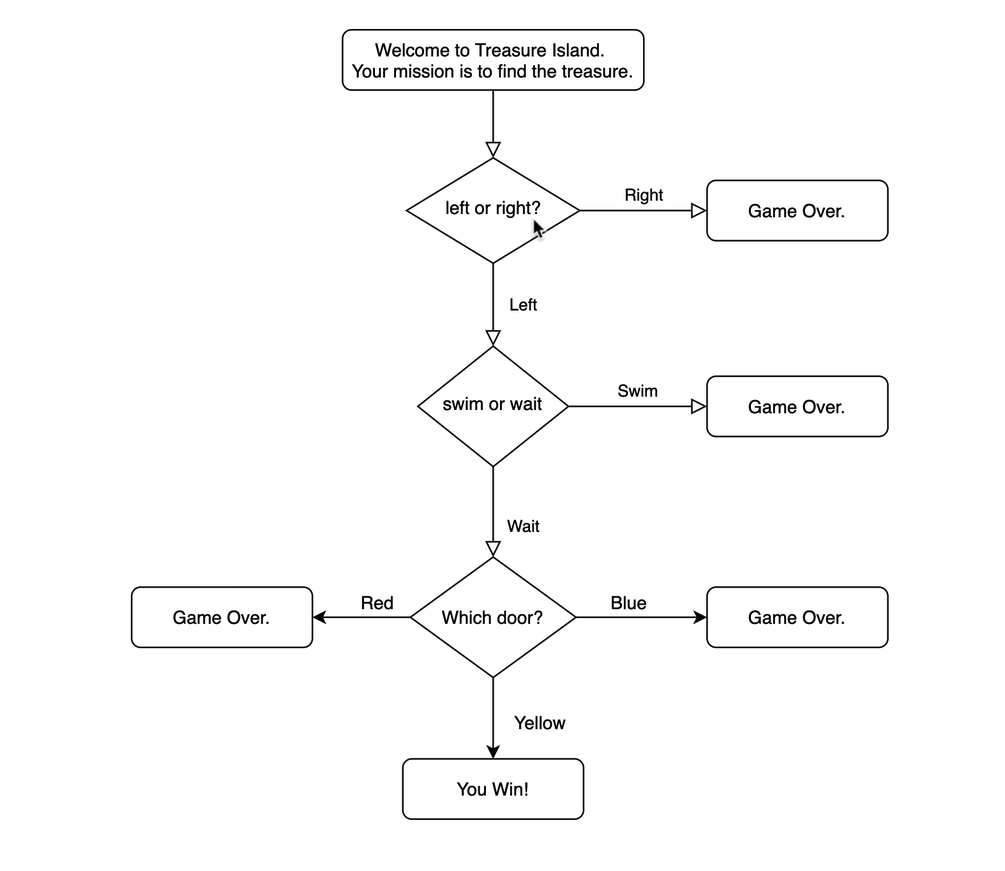 Welcome to Treasure Island.
Your mission is to find the treasure.
left or right?
Right
Game Over.
Left
swim or wait
Swim
Game Over.
Wait
Game Over.
Red
Which door?
Blue
Game Over.
Yellow
You Win!